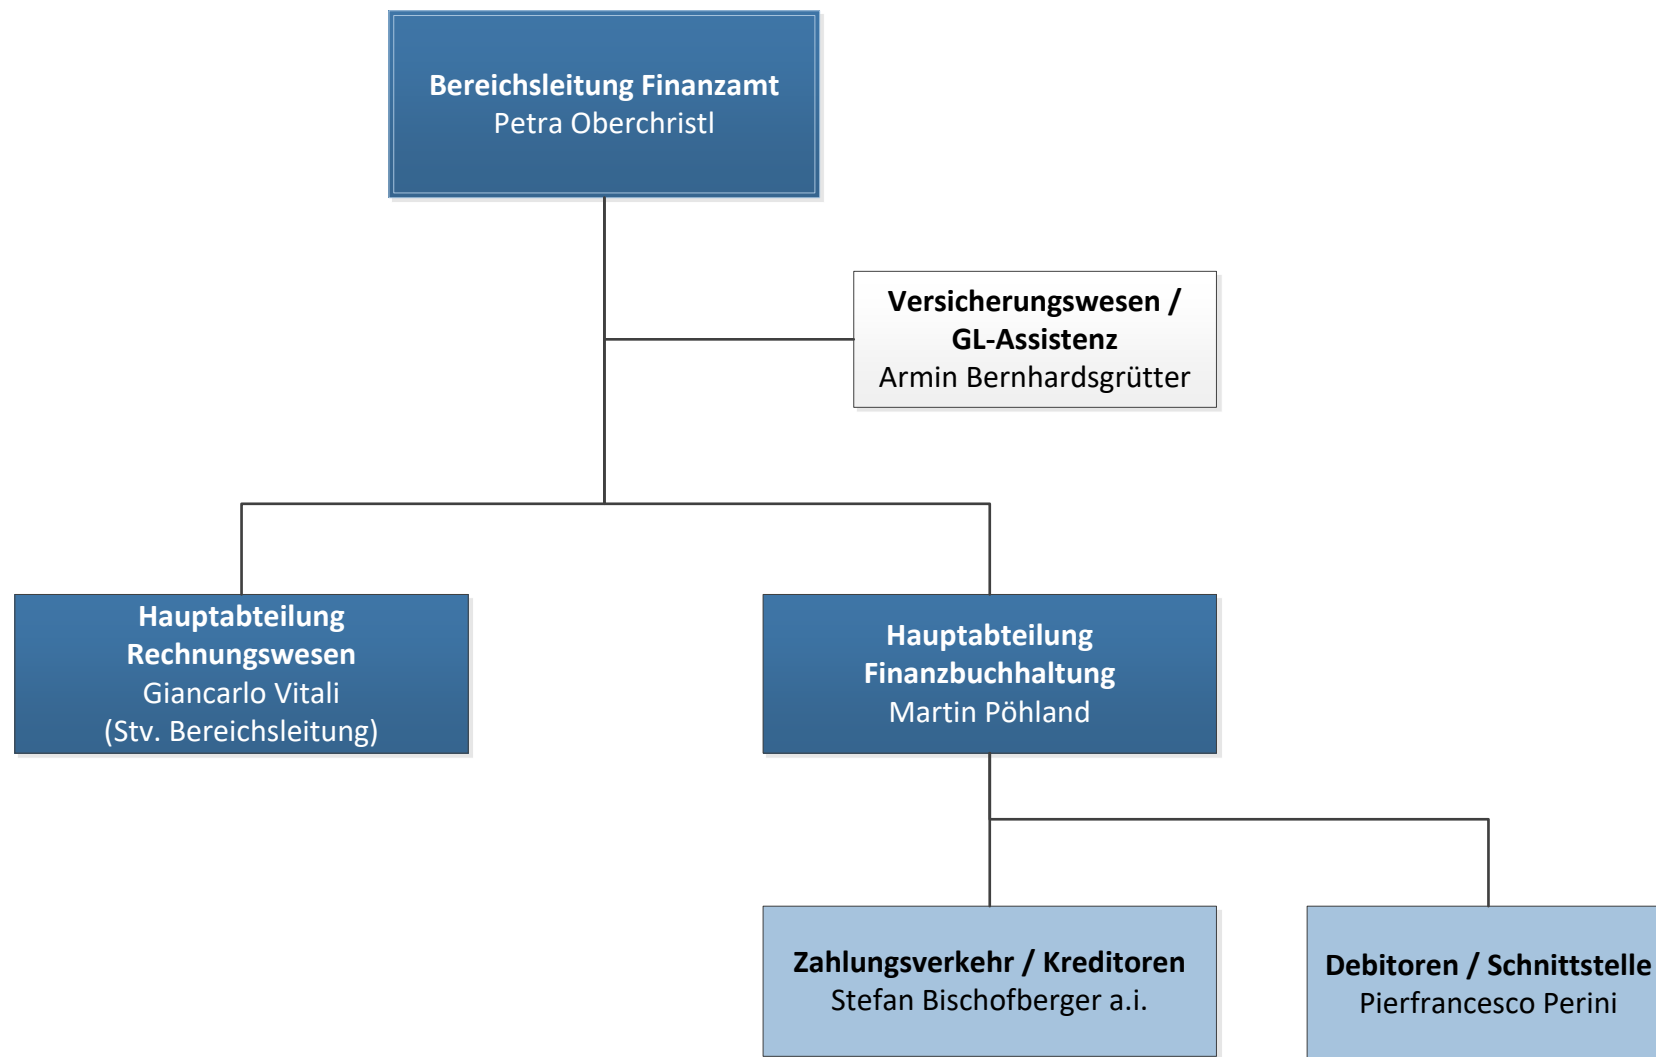 Bereichsleitung Finanzamt
Petra Oberchristl
Versicherungswesen /
GL-Assistenz
Armin Bernhardsgrütter
Hauptabteilung
Rechnungswesen
Giancarlo Vitali
(Stv. Bereichsleitung)
Hauptabteilung
Finanzbuchhaltung
Martin Pöhland
Zahlungsverkehr / Kreditoren
Stefan Bischofberger a.i.
Debitoren / Schnittstelle
Pierfrancesco Perini